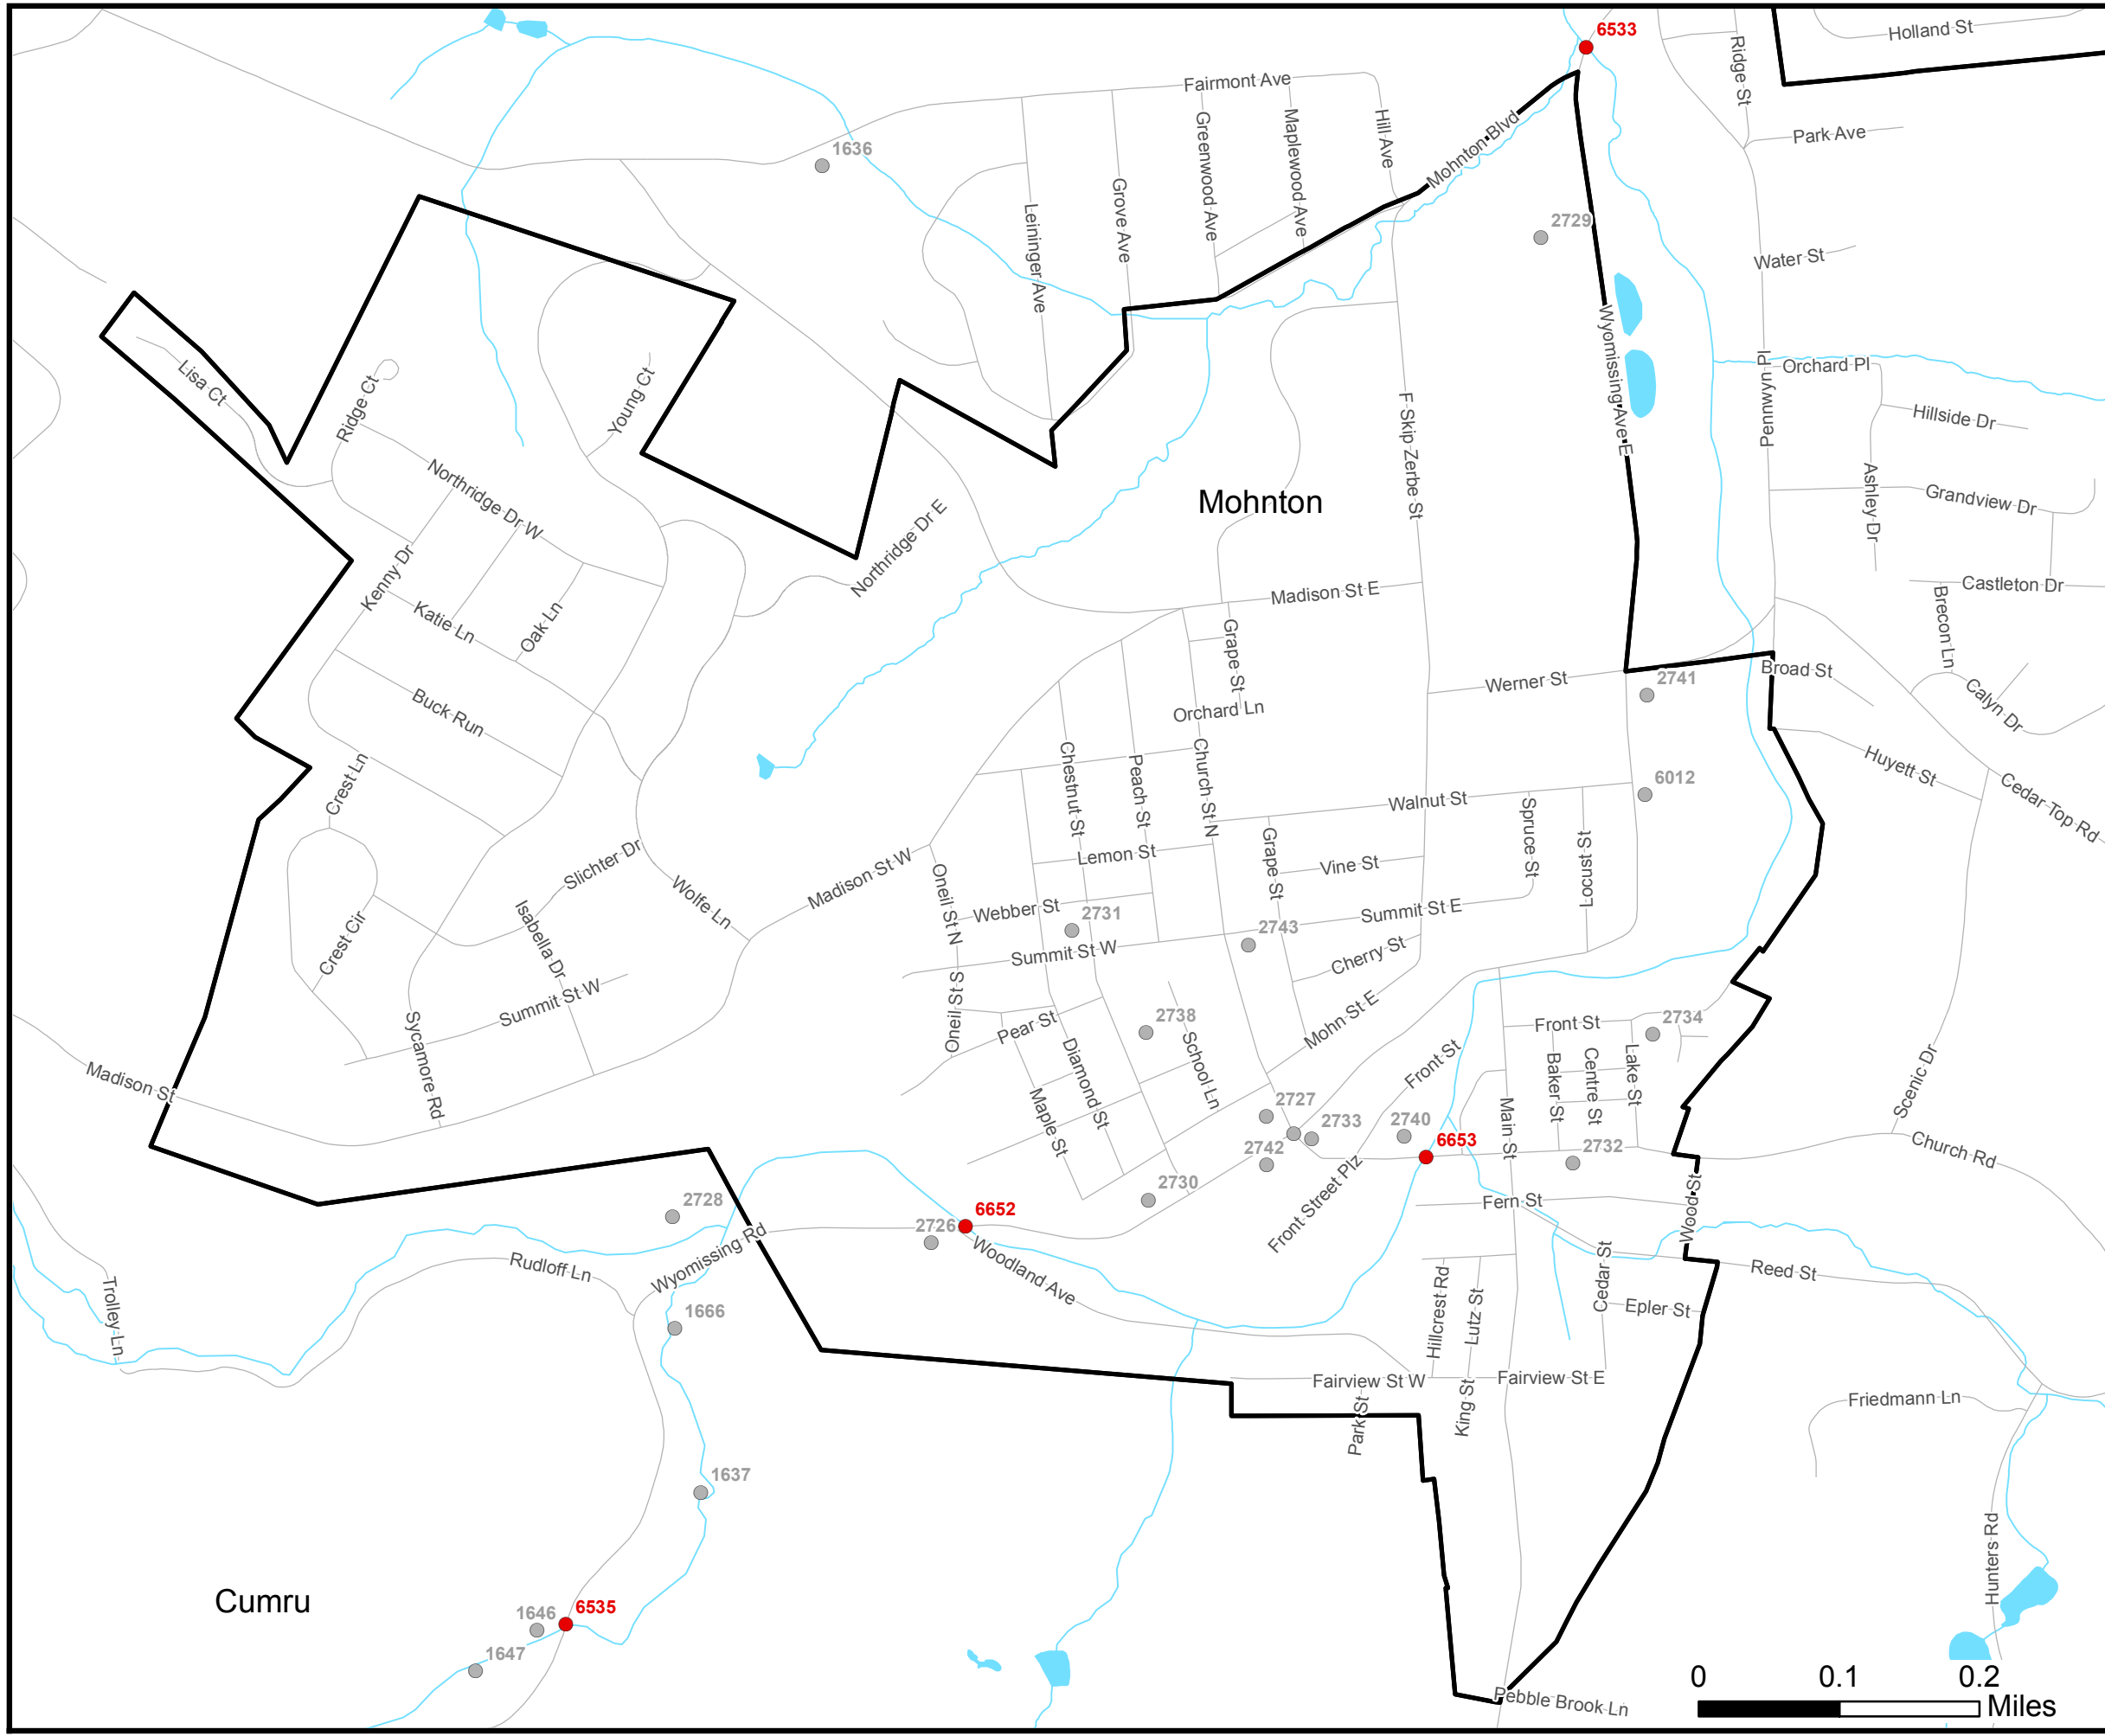 6533
Holland St
Ridge St
Fairmont Ave
Park Ave
Hill Ave
Greenwood Ave
Maplewood Ave
Mohnton Blvd
1636
Grove Ave
Leininger Ave
2729
Water St
Wyomissing Ave E
Pennwyn Pl
Orchard Pl
Lisa Ct
Ridge Ct
Young Ct
Hillside Dr
F Skip Zerbe St
Mohnton
Northridge Dr W
Northridge Dr E
Ashley Dr
Grandview Dr
Kenny Dr
Katie Ln
Oak Ln
Madison St E
Castleton Dr
Brecon Ln
Grape St
Buck Run
Orchard Ln
Werner St
2741
Broad St
Calyn Dr
Crest Ln
Chestnut St
Peach St
Church St N
6012
Huyett St
Cedar Top Rd
Walnut St
Spruce St
Locust St
Lemon St
Grape St
Vine St
Slichter Dr
Wolfe Ln
Madison St W
Oneil St N
Webber St
2731
2743
Summit St E
Crest Cir
Isabella Dr
Summit St W
Cherry St
Summit St W
Oneil St S
Pear St
2738
Mohn St E
Front St
2734
Sycamore Rd
Diamond St
School Ln
Front St
Baker St
Centre St
Lake St
Madison St
Maple St
2727
2733
2740
6653
Main St
2732
Scenic Dr
Church Rd
2742
2730
Front Street Plz
Fern St
Wood St
2728
2726
6652
Wyomissing Rd
Woodland Ave
Rudloff Ln
Cedar St
Reed St
Trolley Ln
1666
Hillcrest Rd
Lutz St
Epler St
Fairview St W
Fairview St E
Park St
King St
Friedmann Ln
1637
Hunters Rd
Cumru
1646
6535
1647
Pebble Brook Ln
0 0.1 0.2
Miles